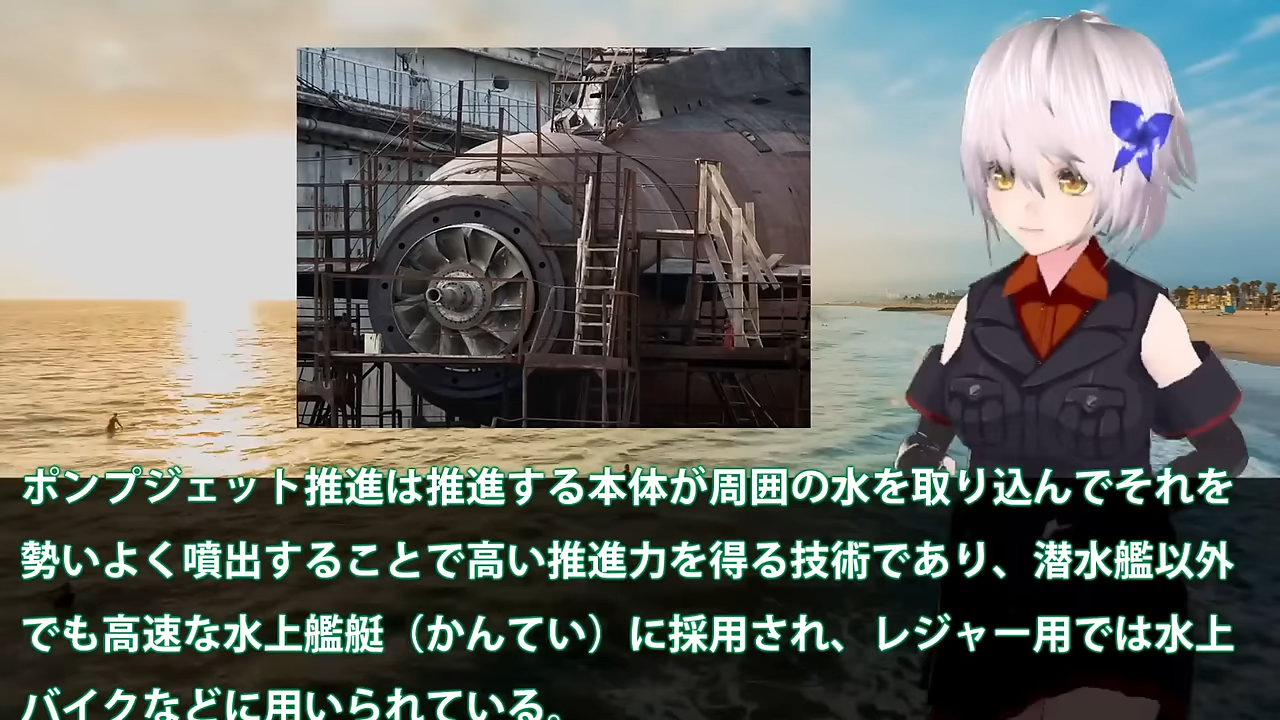 ポンプジェット推進は推進する本体が周囲の水を取り込んでそれを
勢いよく噴出することで高い推進力を得る技術であり、潜水艦以外
でも高速な水上艦艇（かんてい）に採用され、レジャー用では水上
バイクなどに用いられている。